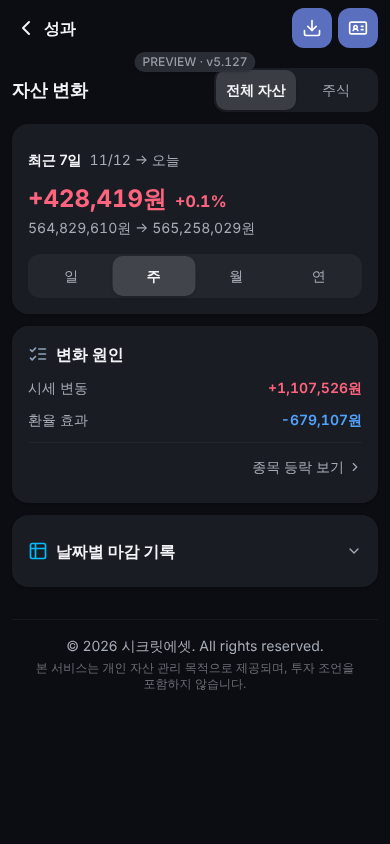 성과
PREVIEW · v5.127
자산 변화
전체 자산
주식
최근 7일 11/12 → 오늘
+428,419원 +0.1%
564,829,610원 → 565,258,029원
일
주
월
연
변화 원인
시세 변동 +1,107,526원
환율 효과 -679,107원
종목 등락 보기
날짜별 마감 기록
© 2026 시크릿에셋. All rights reserved.
본 서비스는 개인 자산 관리 목적으로 제공되며, 투자 조언을
포함하지 않습니다.